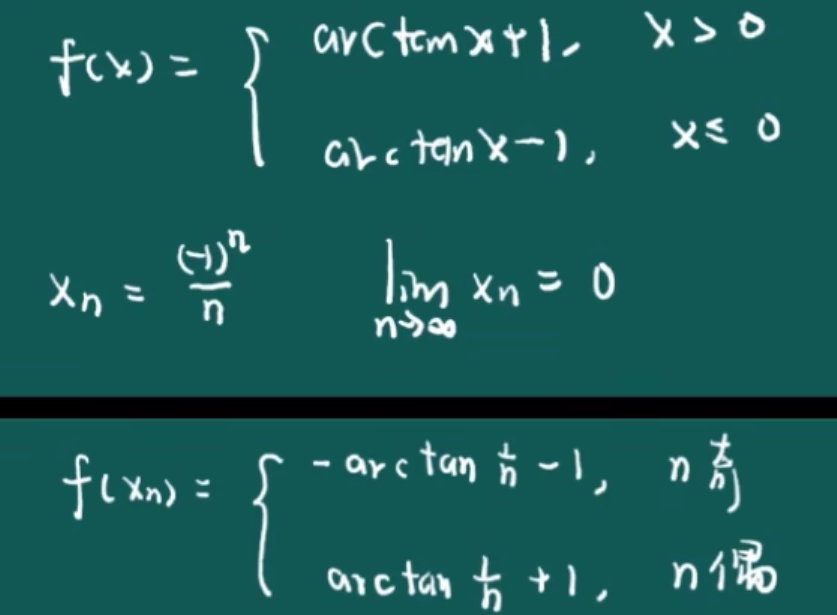 f(x) = { arctan x + 1, x > 0
arctan x - 1, x ≤ 0
xn = (-1)^n / n lim n→∞ xn = 0
f(xn) = { - arctan 1/n - 1, n 奇
arctan 1/n + 1, n 偶